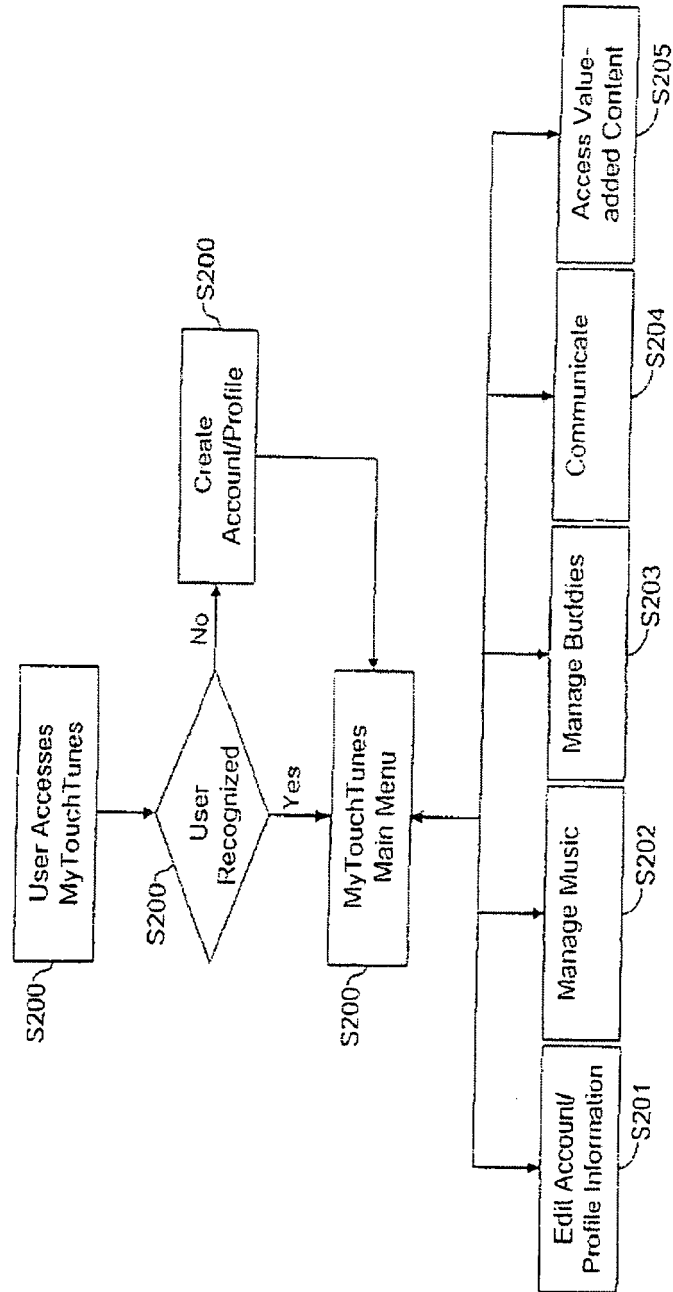 User Accesses
MyTouchTunes
S200
S200
User
Recognized
No
Create
Account/Profile
S200
Yes
MyTouchTunes
Main Menu
S200
Edit Account/
Profile Information
S201
Manage Music
S202
Manage Buddies
S203
Communicate
S204
Access Value-
added Content
S205